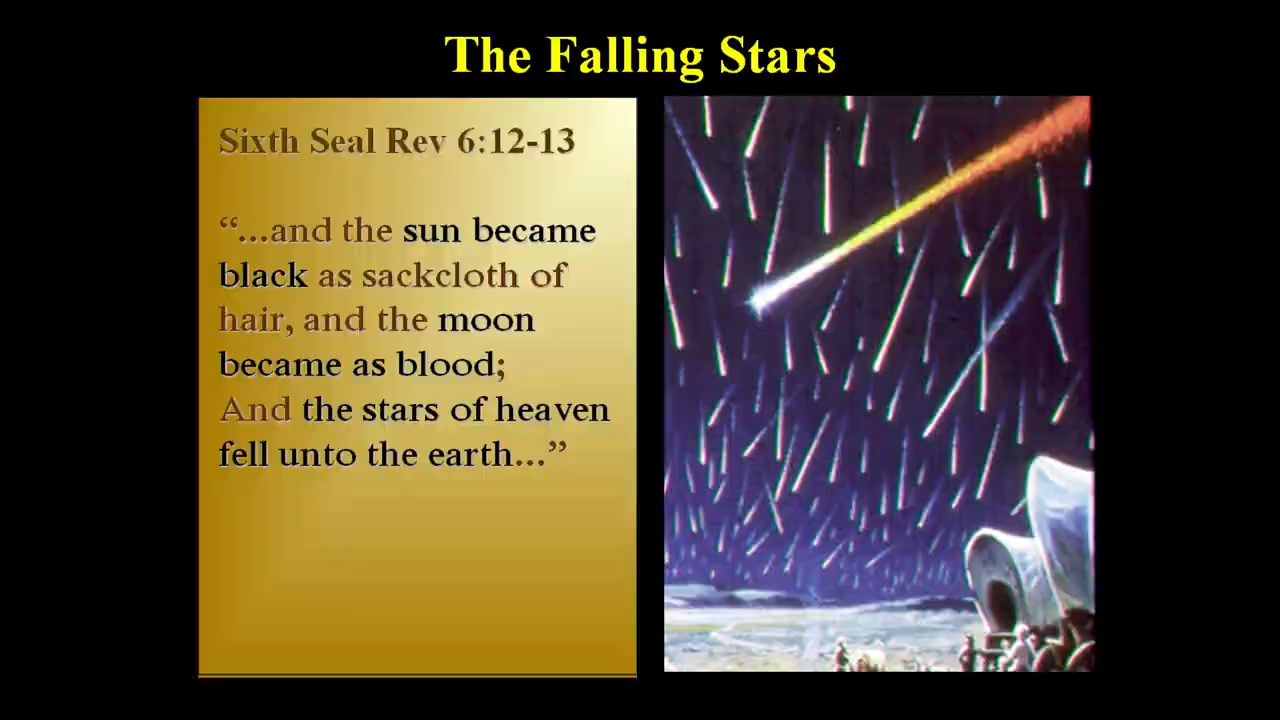 The Falling Stars
Sixth Seal Rev 6:12-13
“...and the sun became
black as sackcloth of
hair, and the moon
became as blood;
And the stars of heaven
fell unto the earth...”